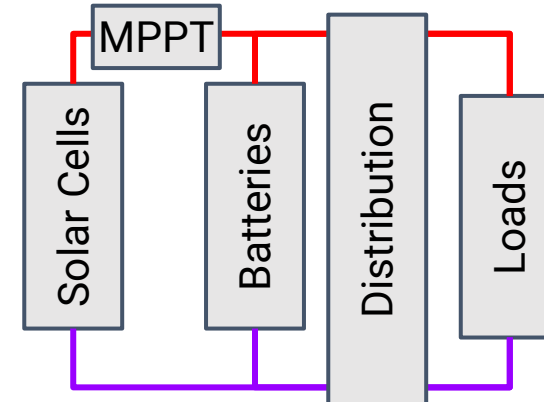 MPPT
Solar Cells
Batteries
Distribution
Loads